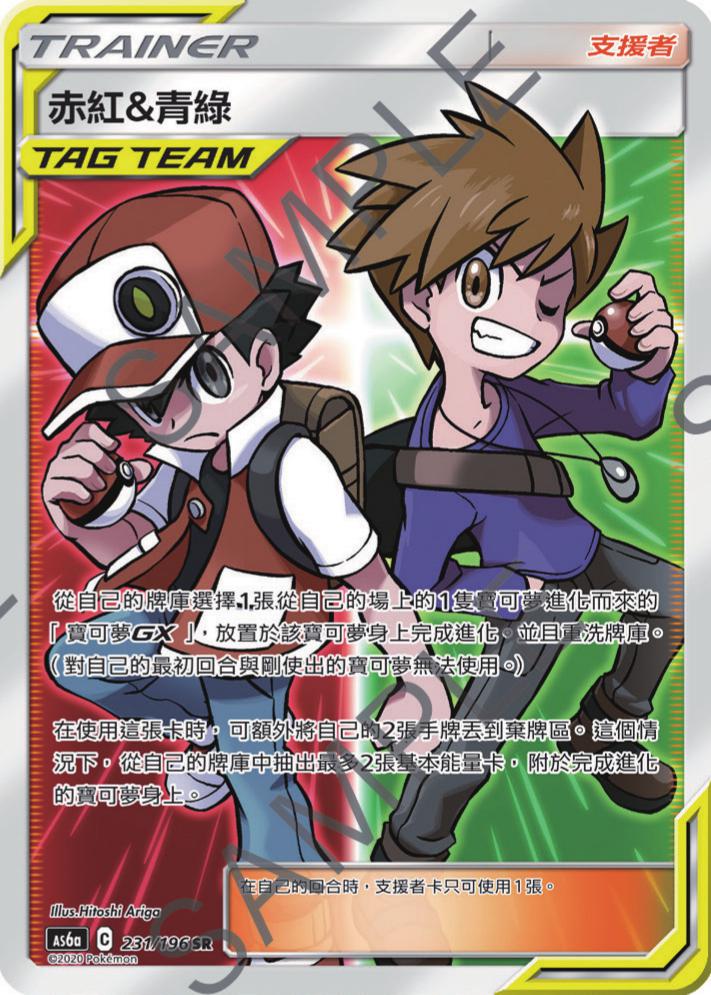 TRAINER
支援者
赤紅&青綠
TAG TEAM
從自己的牌庫選擇1張從自己的場上的1隻寶可夢進化而來的
「寶可夢GX」，放置於該寶可夢身上完成進化。並且重洗牌庫。
（對自己的最初回合與剛使出的寶可夢無法使用。）
在使用這張卡時，可額外將自己的2張手牌丟到棄牌區。這個情
況下，從自己的牌庫中抽出最多2張基本能量卡，附於完成進化
的寶可夢身上。
在自己的回合時，支援者卡只可使用1張。
Illus.Hitoshi Ariga
AS6a C 231/196 SR
©2020 Pokémon
SAMPLE
SAMPLE